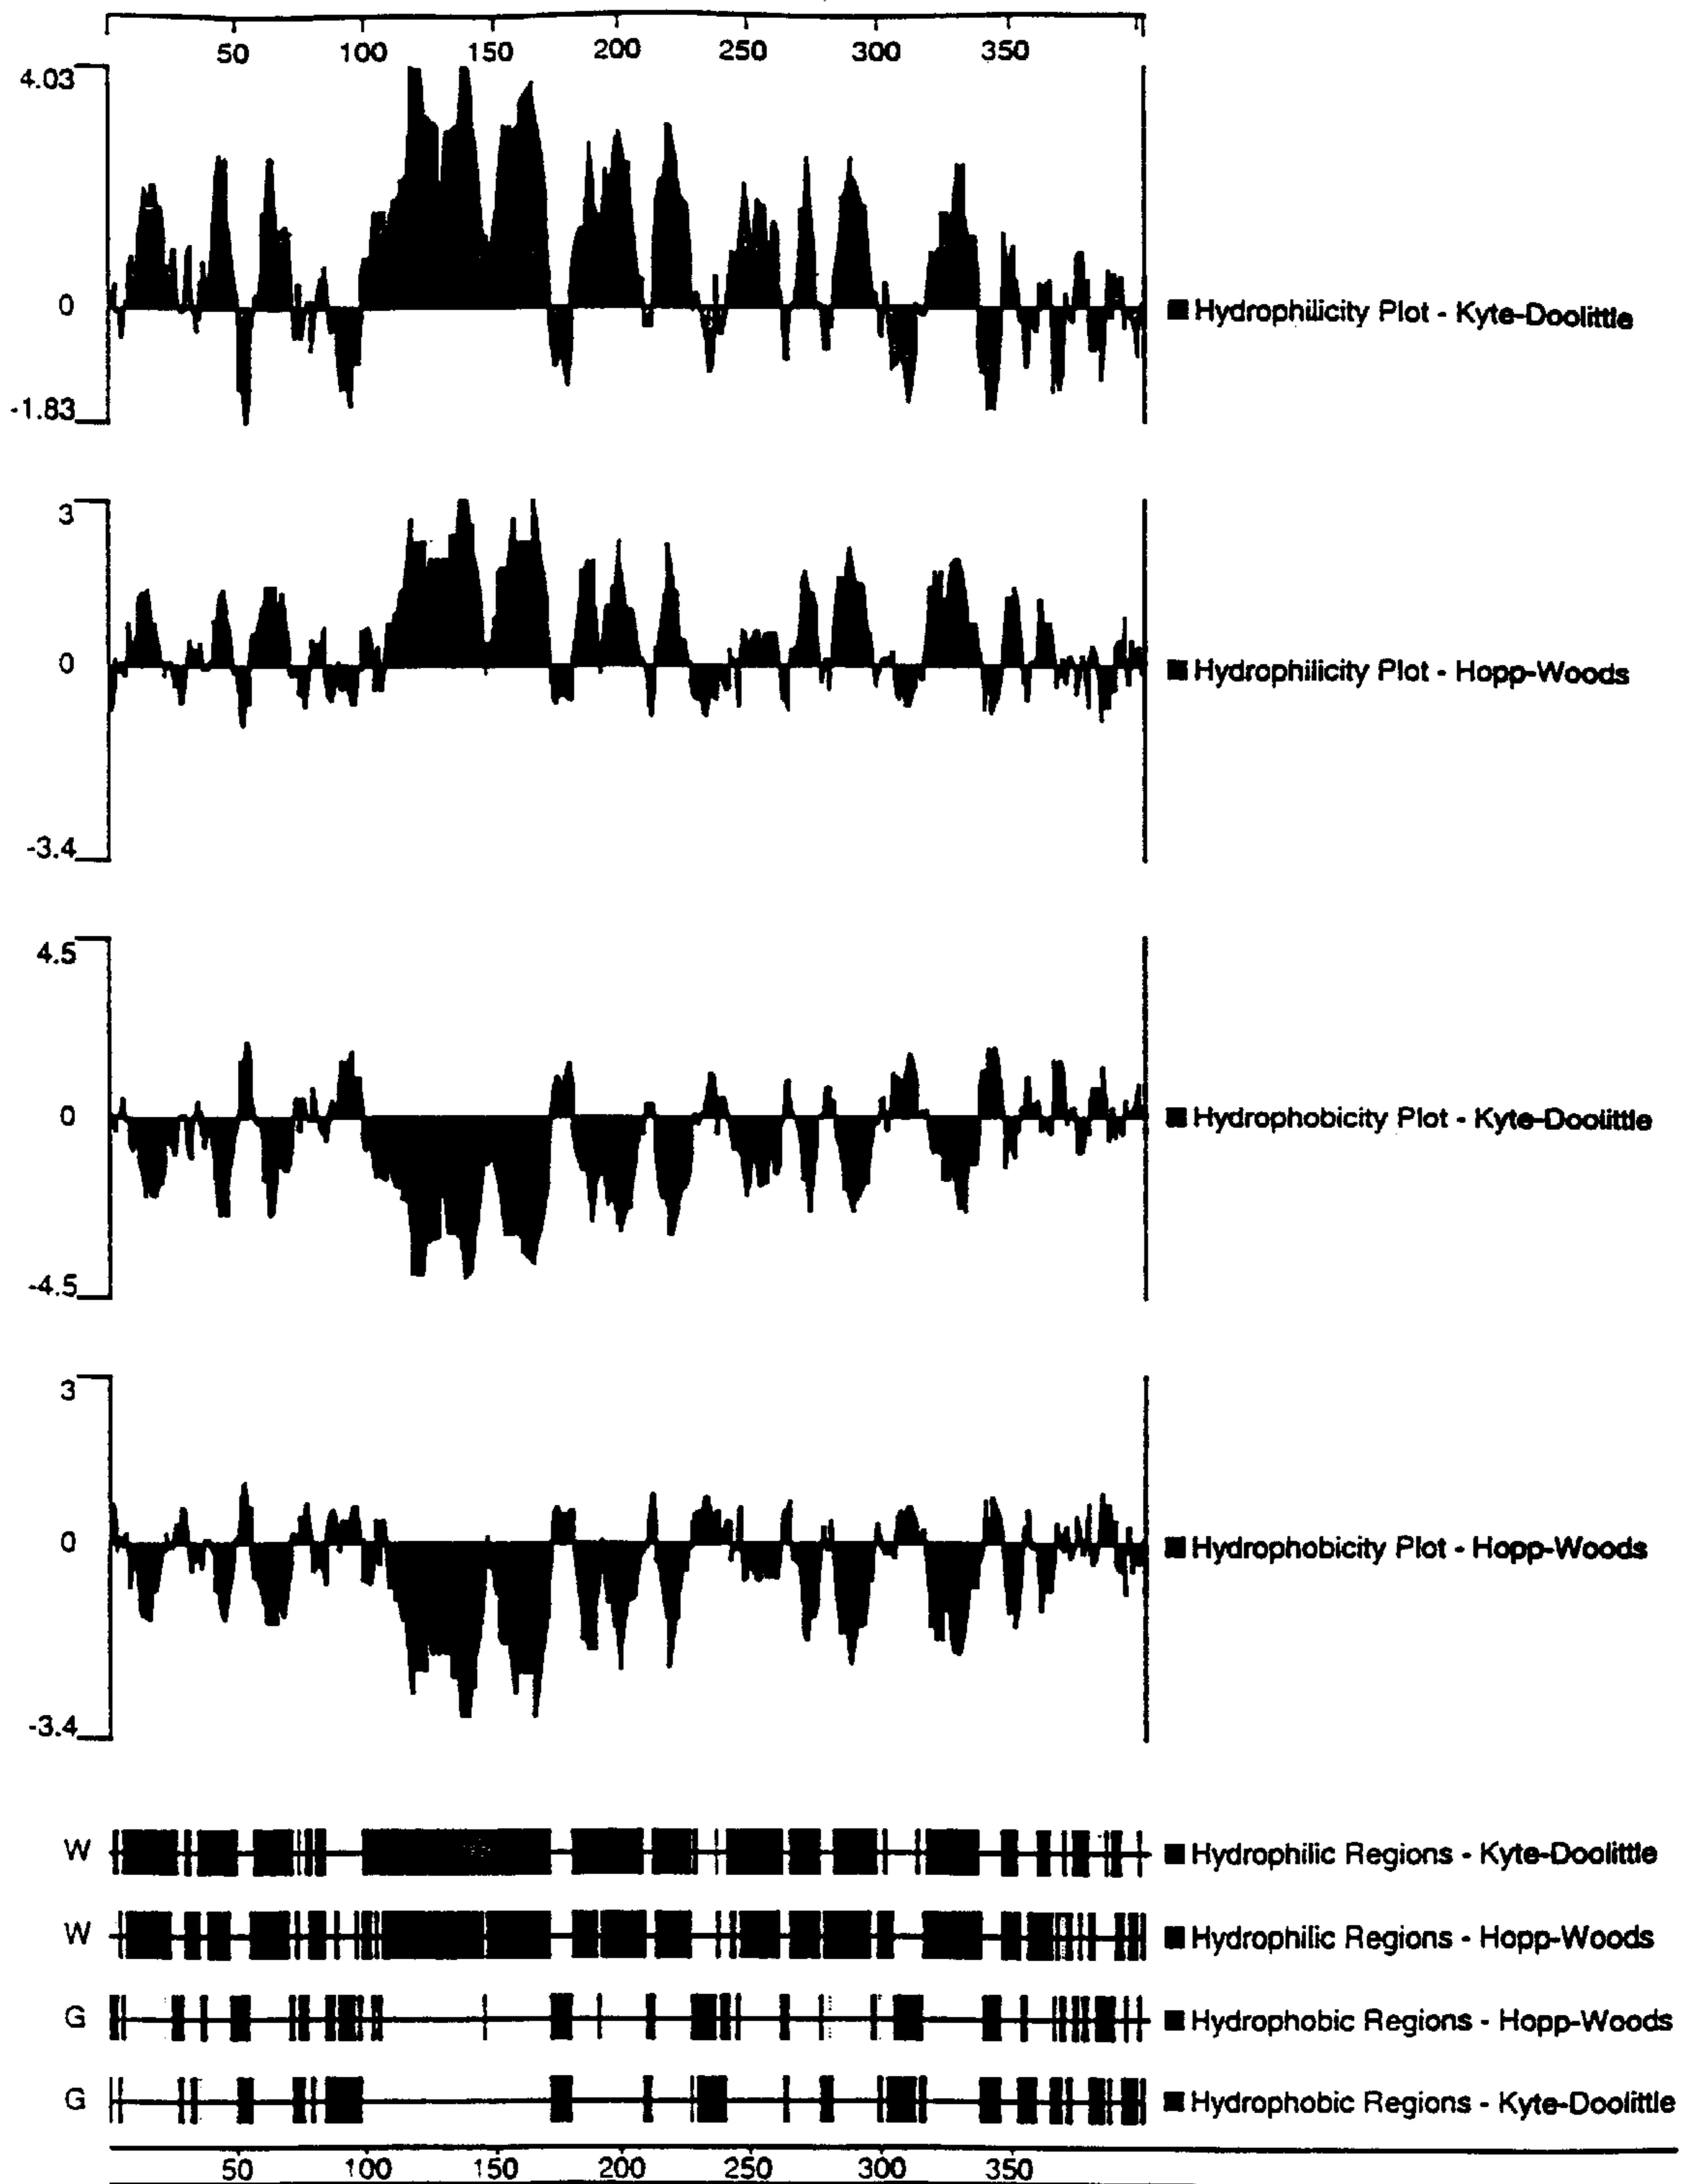 50 100 150 200 250 300 350
4.03
0
-1.83
Hydrophilicity Plot - Kyte-Doolittle
3
0
-3.4
Hydrophilicity Plot - Hopp-Woods
4.5
0
-4.5
Hydrophobicity Plot - Kyte-Doolittle
3
0
-3.4
Hydrophobicity Plot - Hopp-Woods
W Hydrophilic Regions - Kyte-Doolittle
W Hydrophilic Regions - Hopp-Woods
G Hydrophobic Regions - Hopp-Woods
G Hydrophobic Regions - Kyte-Doolittle
50 100 150 200 250 300 350